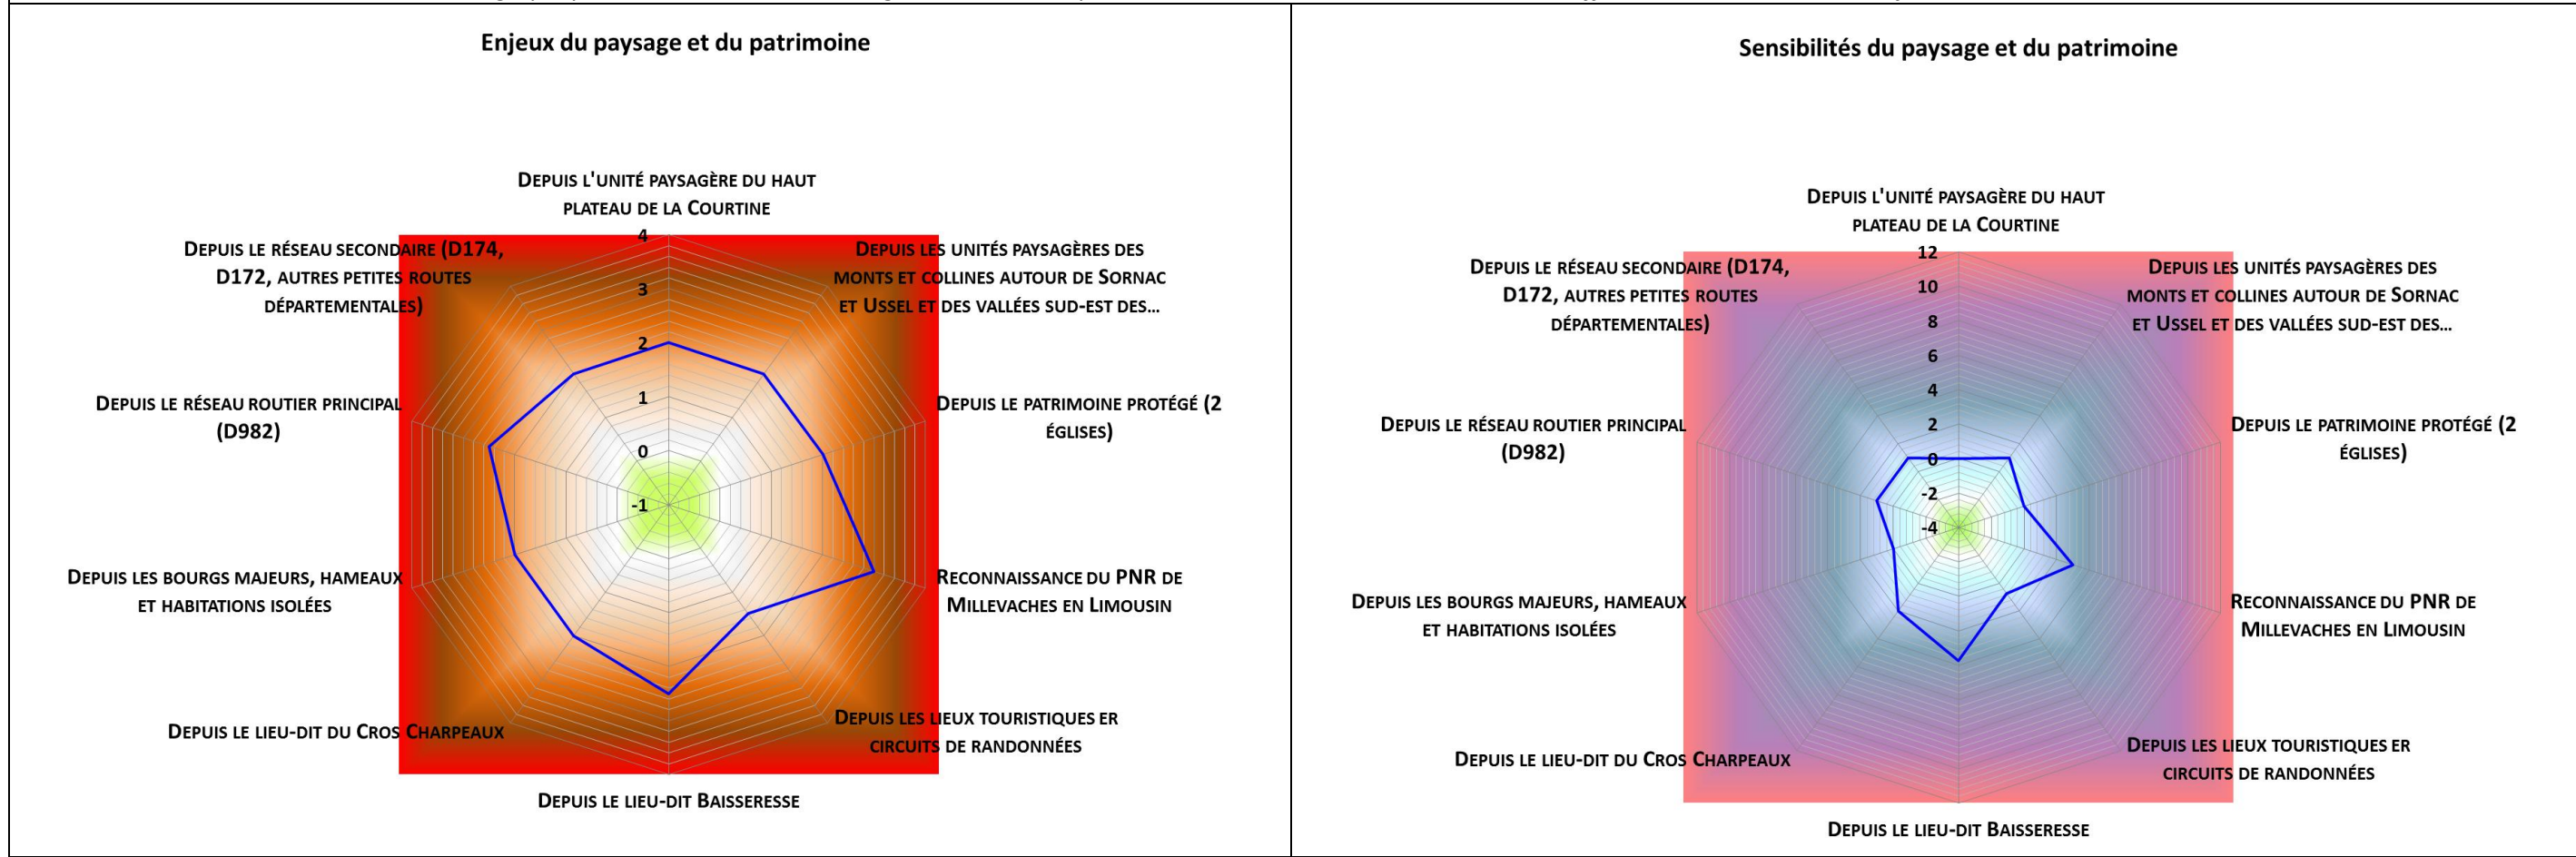 Enjeux du paysage et du patrimoine
DEPUIS L'UNITÉ PAYSAGÈRE DU HAUT
PLATEAU DE LA COURTINE
DEPUIS LES UNITÉS PAYSAGÈRES DES
MONTS ET COLLINES AUTOUR DE SORNAC
ET USSEL ET DES VALLÉES SUD-EST DES...
DEPUIS LE PATRIMOINE PROTÉGÉ (2
ÉGLISES)
RECONNAISSANCE DU PNR DE
MILLEVACHES EN LIMOUSIN
DEPUIS LES LIEUX TOURISTIQUES ER
CIRCUITS DE RANDONNÉES
DEPUIS LE LIEU-DIT BAISSERESSE
DEPUIS LE LIEU-DIT DU CROS CHARPEAUX
DEPUIS LES BOURGS MAJEURS, HAMEAUX
ET HABITATIONS ISOLÉES
DEPUIS LE RÉSEAU ROUTIER PRINCIPAL
(D982)
DEPUIS LE RÉSEAU SECONDAIRE (D174,
D172, AUTRES PETITES ROUTES
DÉPARTEMENTALES)
4
3
2
1
0
-1
Sensibilités du paysage et du patrimoine
DEPUIS L'UNITÉ PAYSAGÈRE DU HAUT
PLATEAU DE LA COURTINE
DEPUIS LES UNITÉS PAYSAGÈRES DES
MONTS ET COLLINES AUTOUR DE SORNAC
ET USSEL ET DES VALLÉES SUD-EST DES...
DEPUIS LE PATRIMOINE PROTÉGÉ (2
ÉGLISES)
RECONNAISSANCE DU PNR DE
MILLEVACHES EN LIMOUSIN
DEPUIS LES LIEUX TOURISTIQUES ER
CIRCUITS DE RANDONNÉES
DEPUIS LE LIEU-DIT BAISSERESSE
DEPUIS LE LIEU-DIT DU CROS CHARPEAUX
DEPUIS LES BOURGS MAJEURS, HAMEAUX
ET HABITATIONS ISOLÉES
DEPUIS LE RÉSEAU ROUTIER PRINCIPAL
(D982)
DEPUIS LE RÉSEAU SECONDAIRE (D174,
D172, AUTRES PETITES ROUTES
DÉPARTEMENTALES)
12
10
8
6
4
2
0
-2
-4